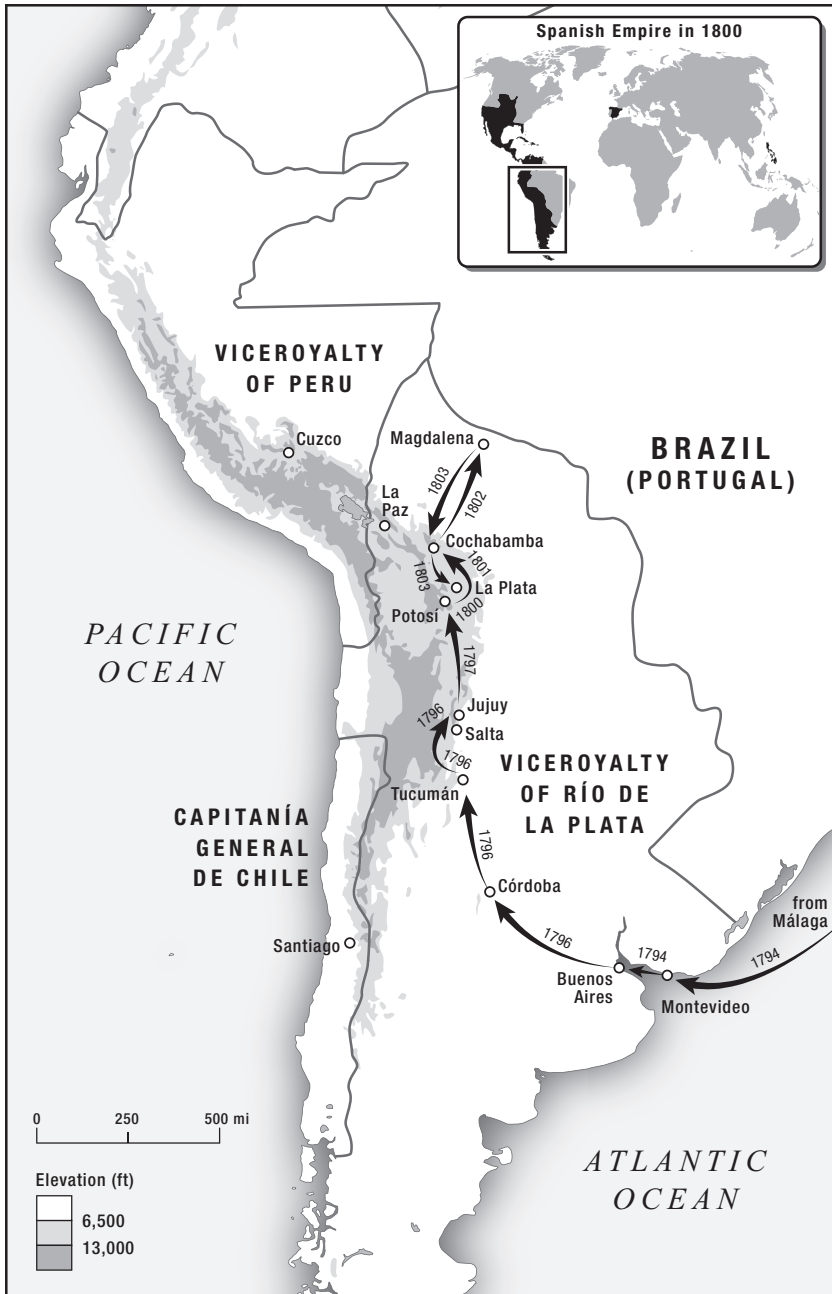 Spanish Empire in 1800
VICEROYALTY
OF PERU
Cuzco
Magdalena
BRAZIL
(PORTUGAL)
La
Paz
1803
1802
Cochabamba
1801
1803
La Plata
1800
Potosí
PACIFIC
OCEAN
1797
Jujuy
1796
Salta
1796
Tucumán
VICEROYALTY
OF RÍO DE
LA PLATA
CAPITANÍA
GENERAL
DE CHILE
1796
Córdoba
from
Málaga
Santiago
1796
1794
1794
Buenos
Aires
Montevideo
0 250 500 mi
ATLANTIC
OCEAN
Elevation (ft)
6,500
13,000